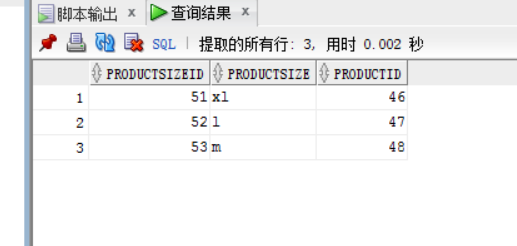 脚本输出 x 查询结果 x
SQL | 提取的所有行: 3, 用时 0.002 秒
PRODUCTSIZEID PRODUCTSIZE PRODUCTID
1 51 xl 46
2 52 l 47
3 53 m 48